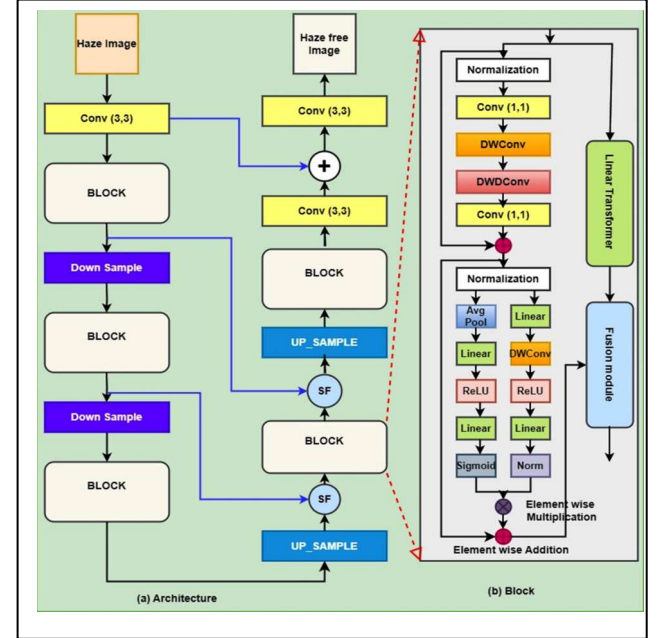 Haze Image
Conv (3,3)
BLOCK
Down Sample
BLOCK
Down Sample
BLOCK
Haze free
Image
Conv (3,3)
+
Conv (3,3)
BLOCK
UP_SAMPLE
SF
BLOCK
SF
UP_SAMPLE
(a) Architecture
Normalization
Conv (1,1)
DWConv
DWDConv
Conv (1,1)
Normalization
Avg
Pool
Linear
ReLU
Linear
Sigmoid
Linear
DWConv
ReLU
Linear
Norm
Element wise
Multiplication
Element wise Addition
Linear Transformer
Fusion module
(b) Block